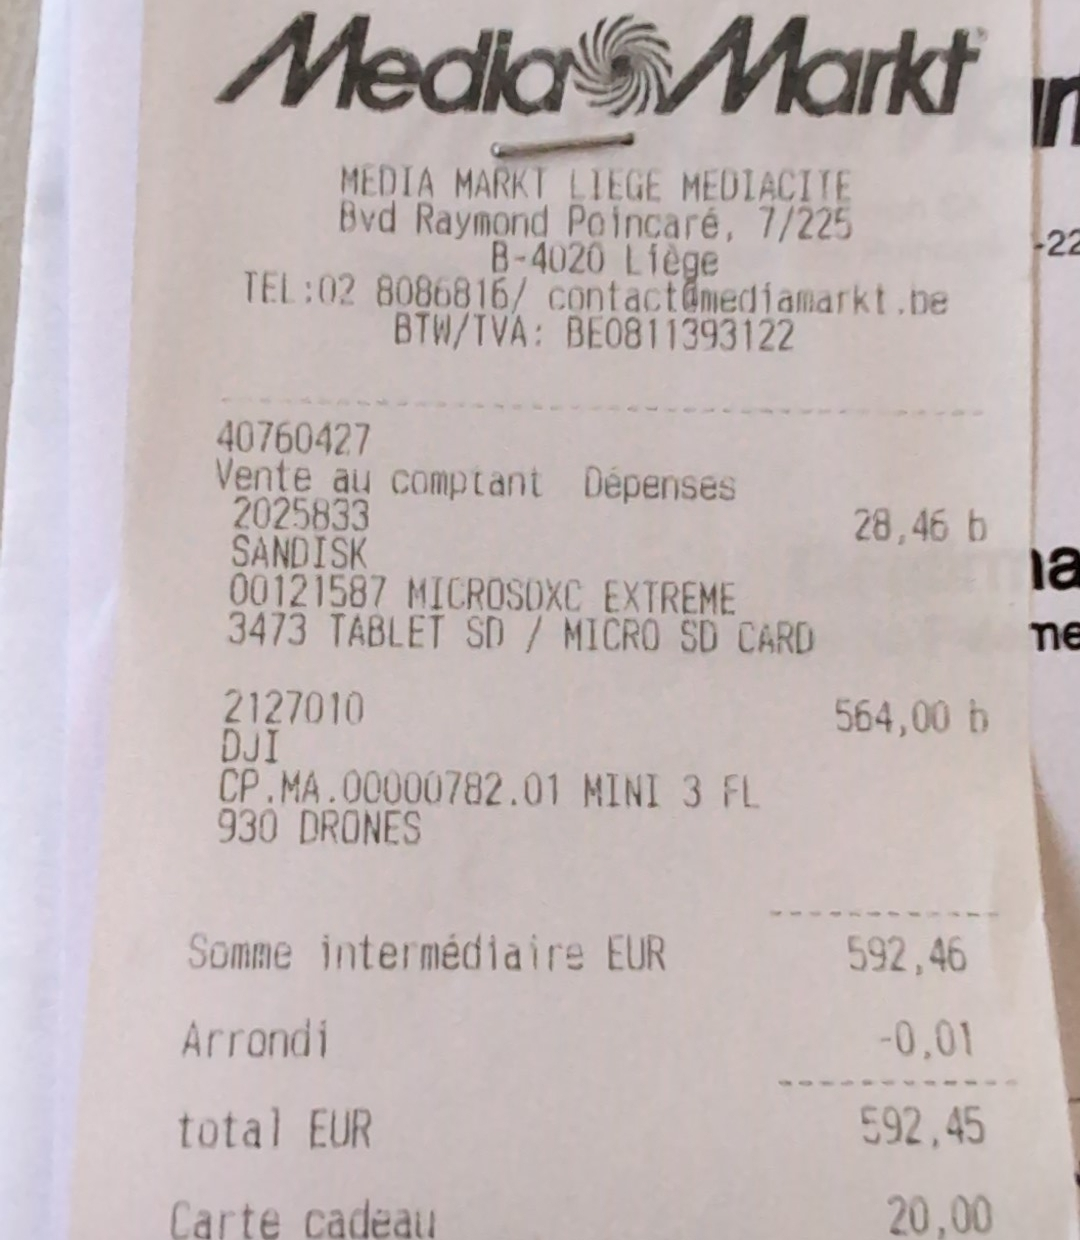 Media Markt
MEDIA MARKT LIEGE MEDIACITE
Bvd Raymond Poincaré, 7/225
B-4020 Liège
TEL:02 8086816/ contact@mediamarkt.be
BTW/TVA: BE0811393122
40760427
Vente au comptant Dépenses
2025833 28,46 b
SANDISK
00121587 MICROSDXC EXTREME
3473 TABLET SD / MICRO SD CARD
2127010 564,00 b
DJI
CP.MA.00000782.01 MINI 3 FL
930 DRONES
Somme intermédiaire EUR 592,46
Arrondi -0,01
total EUR 592,45
Carte cadeau 20,00
-22